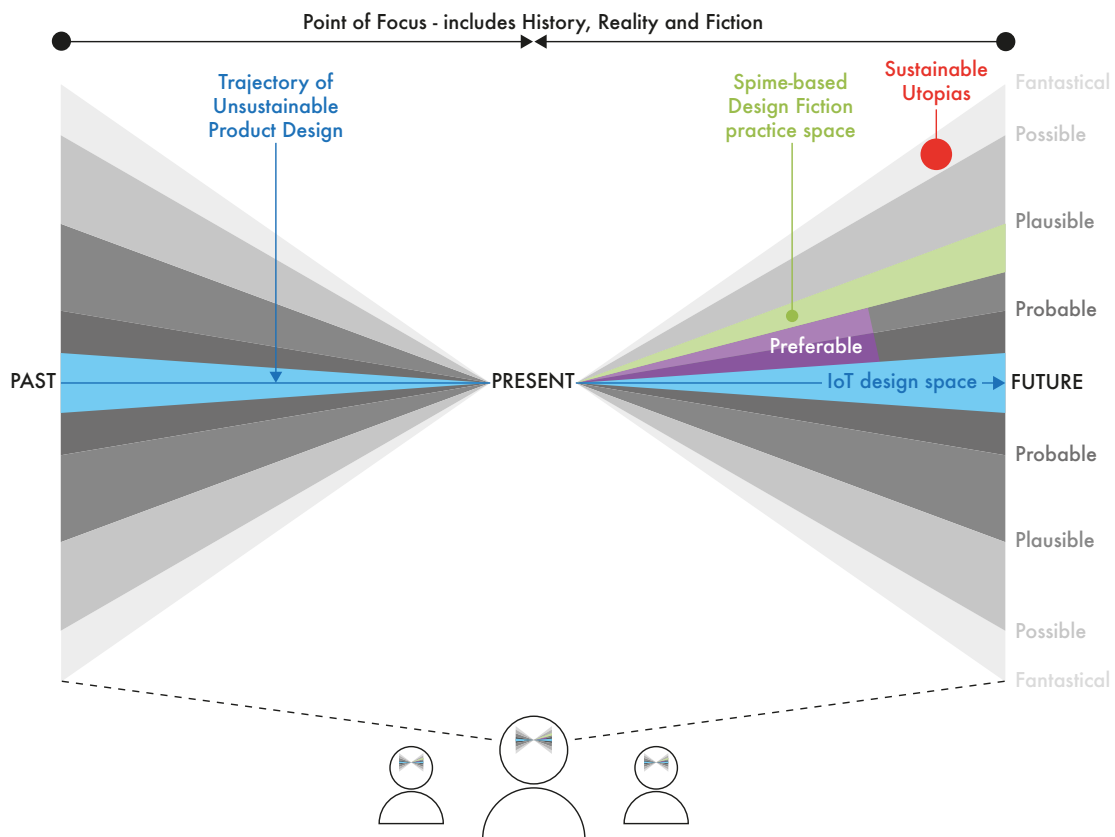 Point of Focus - includes History, Reality and Fiction
Trajectory of
Unsustainable
Product Design
Spime-based
Design Fiction
practice space
Sustainable
Utopias
Fantastical
Possible
Plausible
Probable
Preferable
PAST
PRESENT
IoT design space
FUTURE
Probable
Plausible
Possible
Fantastical